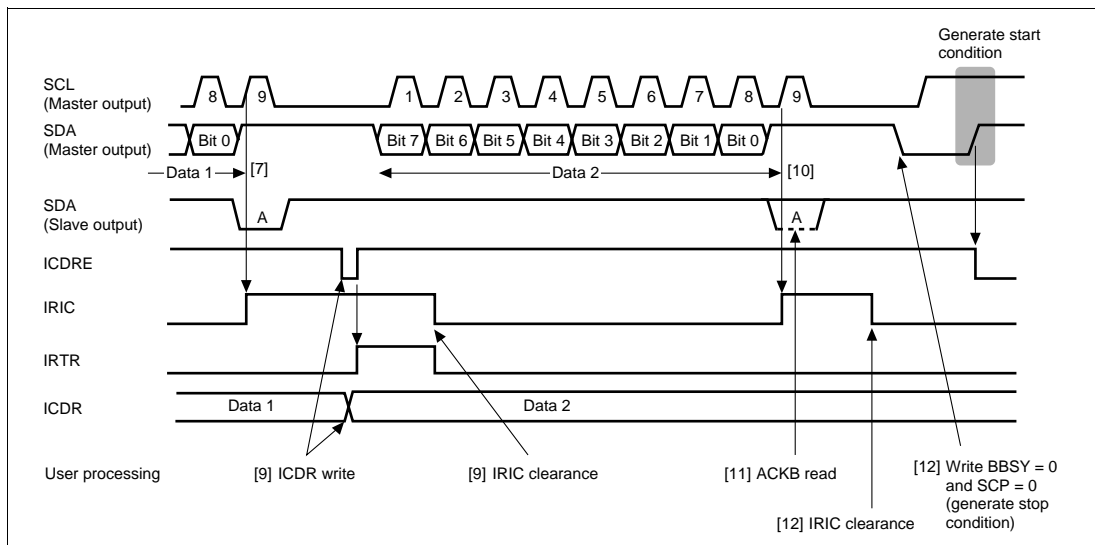 Generate start
condition
SCL
(Master output)
8 9 1 2 3 4 5 6 7 8 9
SDA
(Master output)
Bit 0 Bit 7 Bit 6 Bit 5 Bit 4 Bit 3 Bit 2 Bit 1 Bit 0
Data 1 [7] Data 2 [10]
SDA
(Slave output)
A A
ICDRE
IRIC
IRTR
ICDR
Data 1 Data 2
User processing
[9] ICDR write
[9] IRIC clearance
[11] ACKB read
[12] IRIC clearance
[12] Write BBSY = 0
and SCP = 0
(generate stop
condition)